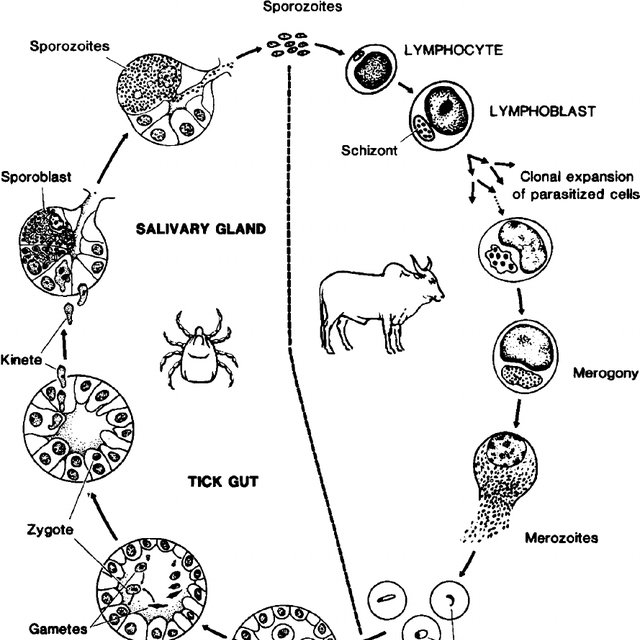 Sporozoites
Sporozoites
LYMPHOCYTE
LYMPHOBLAST
Schizont
Clonal expansion
of parasitized cells
Sporoblast
SALIVARY GLAND
Kinete
Merogony
TICK GUT
Zygote
Merozoites
Gametes